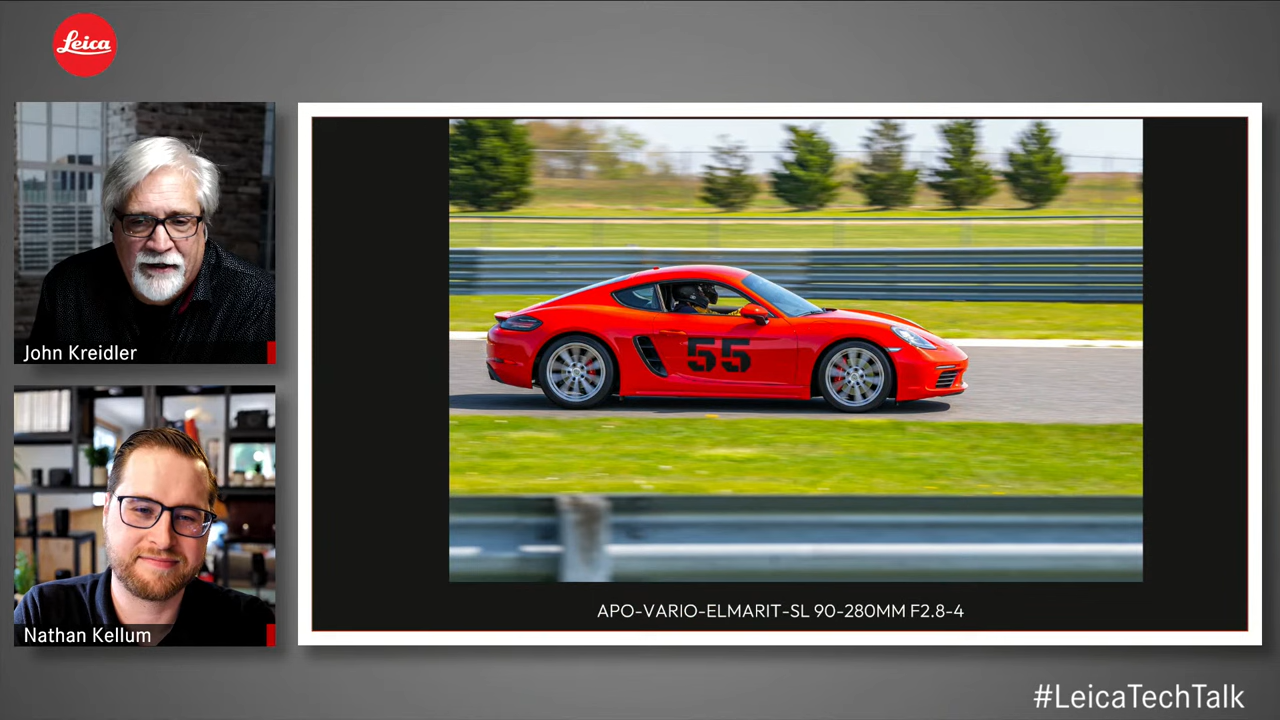 Leica
John Kreidler
Nathan Kellum
55
APO-VARIO-ELMARIT-SL 90-280MM F2.8-4
#LeicaTechTalk